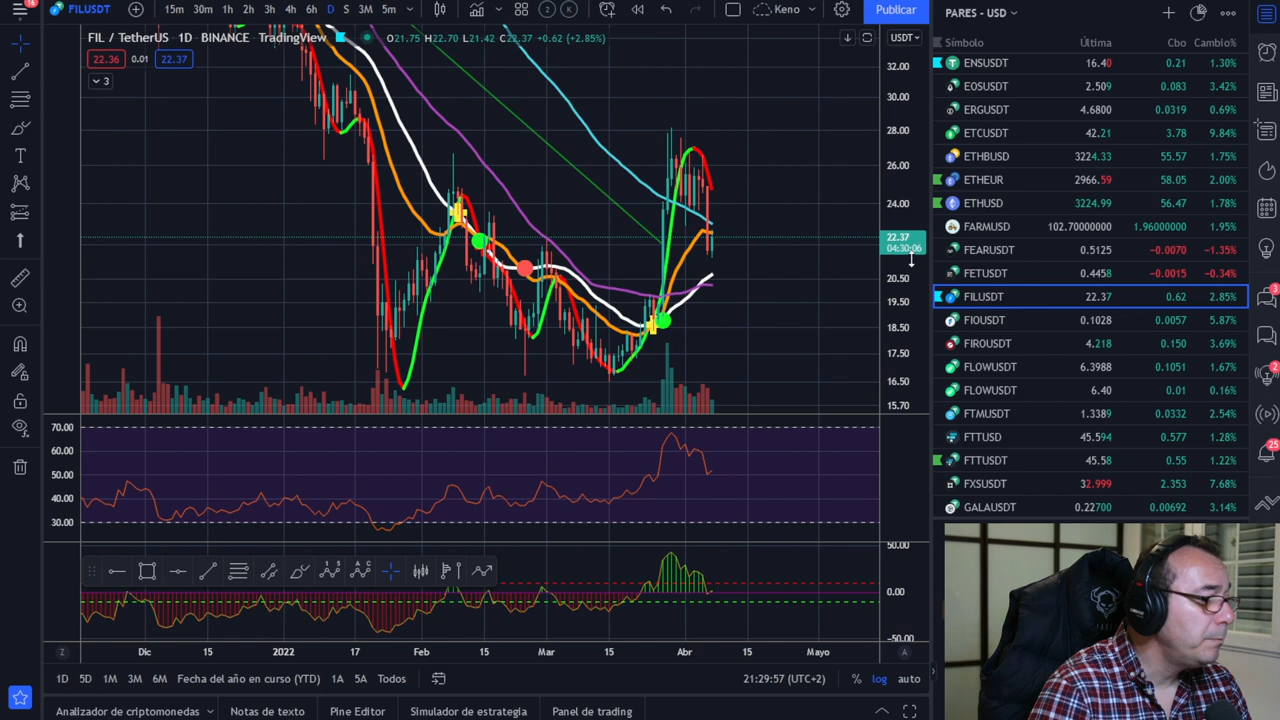 16
FILUSDT
15m 30m 1h 2h 3h 4h 6h D S 3M 5m
2 K
Keno
Publicar
FIL / TetherUS 1D BINANCE TradingView O21.75 H22.70 L21.42 C22.37 +0.62 (+2.85%)
USDT
22.36 0.01 22.37
3
32.00
30.00
28.00
26.00
24.00
22.37
04:30:06
20.50
19.50
18.50
17.50
16.50
15.70
70.00
60.00
50.00
40.00
30.00
50.00
0.00
-50.00
Z Dic 15 2022 17 Feb 15 Mar 15 Abr 15 Mayo A
1D 5D 1M 3M 6M Fecha del año en curso (YTD) 1A 5A Todos
21:29:57 (UTC+2) % log auto
Analizador de criptomonedas Notas de texto Pine Editor Simulador de estrategia Panel de trading
PARES - USD
Símbolo Última Cbo Cambio%
ENSUSDT 16.40 0.21 1.30%
EOSUSDT 2.509 0.083 3.42%
ERGUSDT 4.6800 0.0319 0.69%
ETCUSDT 42.21 3.78 9.84%
ETHBUSD 3224.33 55.57 1.75%
ETHEUR 2966.59 58.05 2.00%
ETHUSD 3224.99 56.47 1.78%
FARMUSD 102.70000000 1.96000000 1.95%
FEARUSDT 0.5125 −0.0070 −1.35%
FETUSDT 0.4458 −0.0015 −0.34%
FILUSDT 22.37 0.62 2.85%
FIOUSDT 0.1028 0.0057 5.87%
FIROUSDT 4.218 0.150 3.69%
FLOWUSDT 6.3988 0.1051 1.67%
FLOWUSDT 6.40 0.01 0.16%
FTMUSDT 1.3389 0.0332 2.54%
FTTUSD 45.594 0.577 1.28%
FTTUSDT 45.58 0.55 1.22%
FXSUSDT 32.999 2.353 7.68%
GALAUSDT 0.22700 0.00692 3.14%
3
2
25